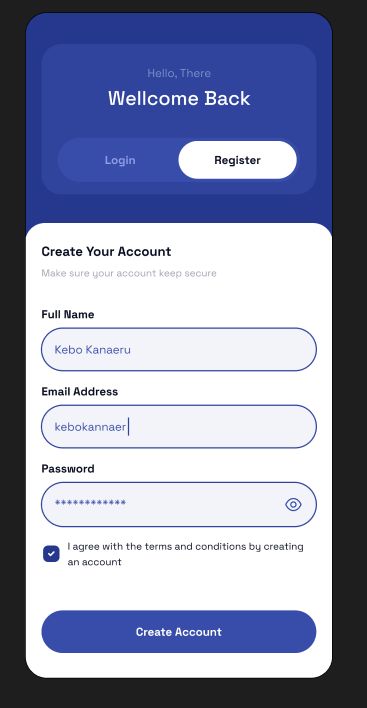 Hello, There
Wellcome Back
Login
Register
Create Your Account
Make sure your account keep secure
Full Name
Kebo Kanaeru
Email Address
kebokannaer
Password
************
I agree with the terms and conditions by creating
an account
Create Account